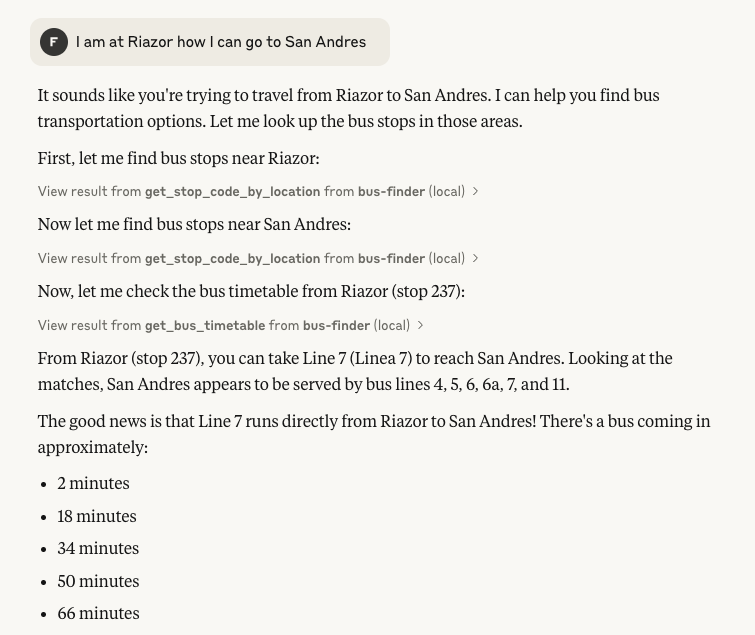 F
I am at Riazor how I can go to San Andres
It sounds like you're trying to travel from Riazor to San Andres. I can help you find bus
transportation options. Let me look up the bus stops in those areas.
First, let me find bus stops near Riazor:
View result from get_stop_code_by_location from bus-finder (local)
Now let me find bus stops near San Andres:
View result from get_stop_code_by_location from bus-finder (local)
Now, let me check the bus timetable from Riazor (stop 237):
View result from get_bus_timetable from bus-finder (local)
From Riazor (stop 237), you can take Line 7 (Linea 7) to reach San Andres. Looking at the
matches, San Andres appears to be served by bus lines 4, 5, 6, 6a, 7, and 11.
The good news is that Line 7 runs directly from Riazor to San Andres! There's a bus coming in
approximately:
• 2 minutes
• 18 minutes
• 34 minutes
• 50 minutes
• 66 minutes